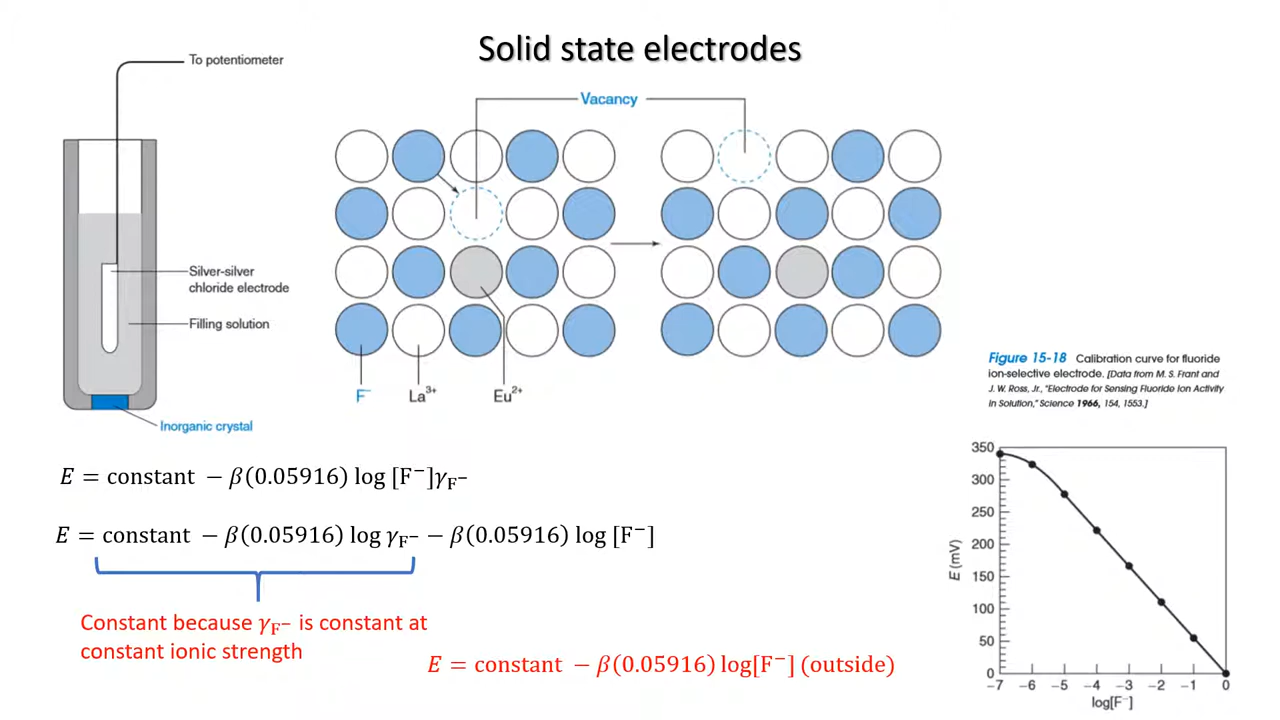 Solid state electrodes
To potentiometer
Silver-silver
chloride electrode
Filling solution
Inorganic crystal
Vacancy
F⁻
La³⁺
Eu²⁺
E = constant − β(0.05916) log [F⁻]γF⁻
E = constant − β(0.05916) log γF⁻ − β(0.05916) log [F⁻]
Constant because γF⁻ is constant at
constant ionic strength
E = constant − β(0.05916) log[F⁻] (outside)
Figure 15-18 Calibration curve for fluoride
ion-selective electrode. [Data from M. S. Frant and
J. W. Ross, Jr., "Electrode for Sensing Fluoride Ion Activity
in Solution," Science 1966, 154, 1553.]
350
300
250
200
150
100
50
0
E (mV)
−7 −6 −5 −4 −3 −2 −1 0
log[F⁻]